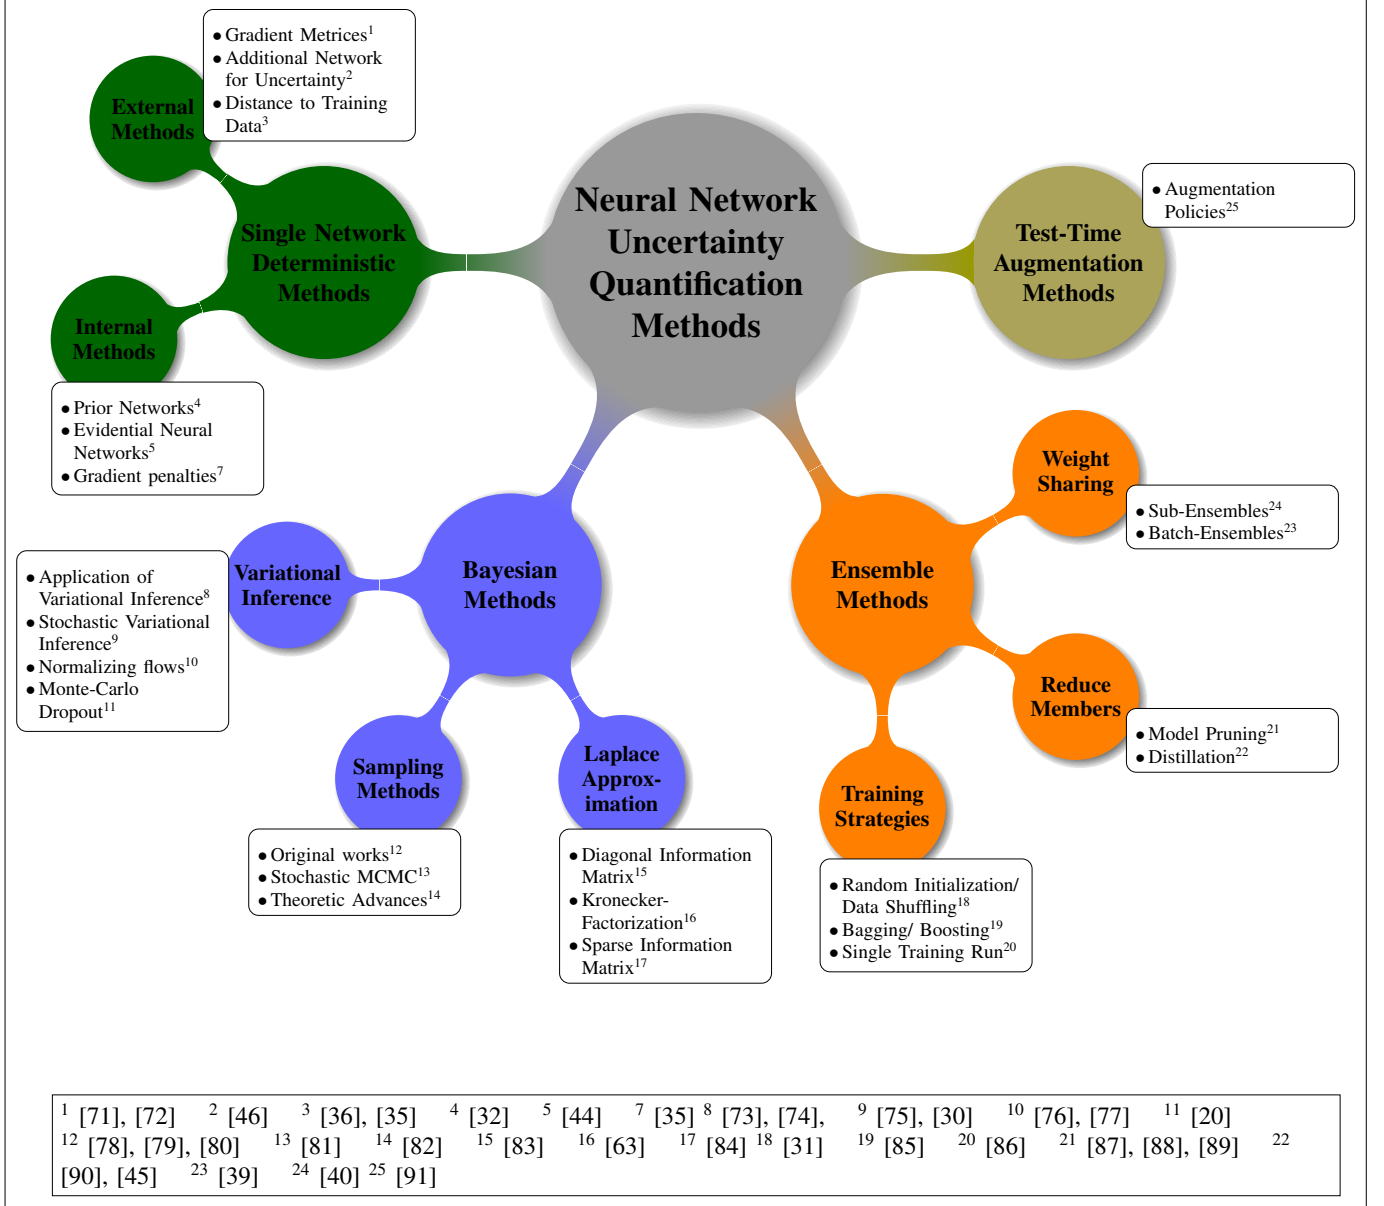 • Gradient Metrices¹
• Additional Network
for Uncertainty²
• Distance to Training
Data³
External
Methods
Neural Network
Uncertainty
Quantification
Methods
• Augmentation
Policies²⁵
Single Network
Deterministic
Methods
Test-Time
Augmentation
Methods
Internal
Methods
• Prior Networks⁴
• Evidential Neural
Networks⁵
• Gradient penalties⁷
Weight
Sharing
• Sub-Ensembles²⁴
• Batch-Ensembles²³
• Application of
Variational Inference⁸
• Stochastic Variational
Inference⁹
• Normalizing flows¹⁰
• Monte-Carlo
Dropout¹¹
Variational
Inference
Bayesian
Methods
Ensemble
Methods
Reduce
Members
• Model Pruning²¹
• Distillation²²
Sampling
Methods
Laplace
Approx-
imation
Training
Strategies
• Original works¹²
• Stochastic MCMC¹³
• Theoretic Advances¹⁴
• Diagonal Information
Matrix¹⁵
• Kronecker-
Factorization¹⁶
• Sparse Information
Matrix¹⁷
• Random Initialization/
Data Shuffling¹⁸
• Bagging/ Boosting¹⁹
• Single Training Run²⁰
¹ [71], [72] ² [46] ³ [36], [35] ⁴ [32] ⁵ [44] ⁷ [35] ⁸ [73], [74], ⁹ [75], [30] ¹⁰ [76], [77] ¹¹ [20]
¹² [78], [79], [80] ¹³ [81] ¹⁴ [82] ¹⁵ [83] ¹⁶ [63] ¹⁷ [84] ¹⁸ [31] ¹⁹ [85] ²⁰ [86] ²¹ [87], [88], [89] ²²
[90], [45] ²³ [39] ²⁴ [40] ²⁵ [91]